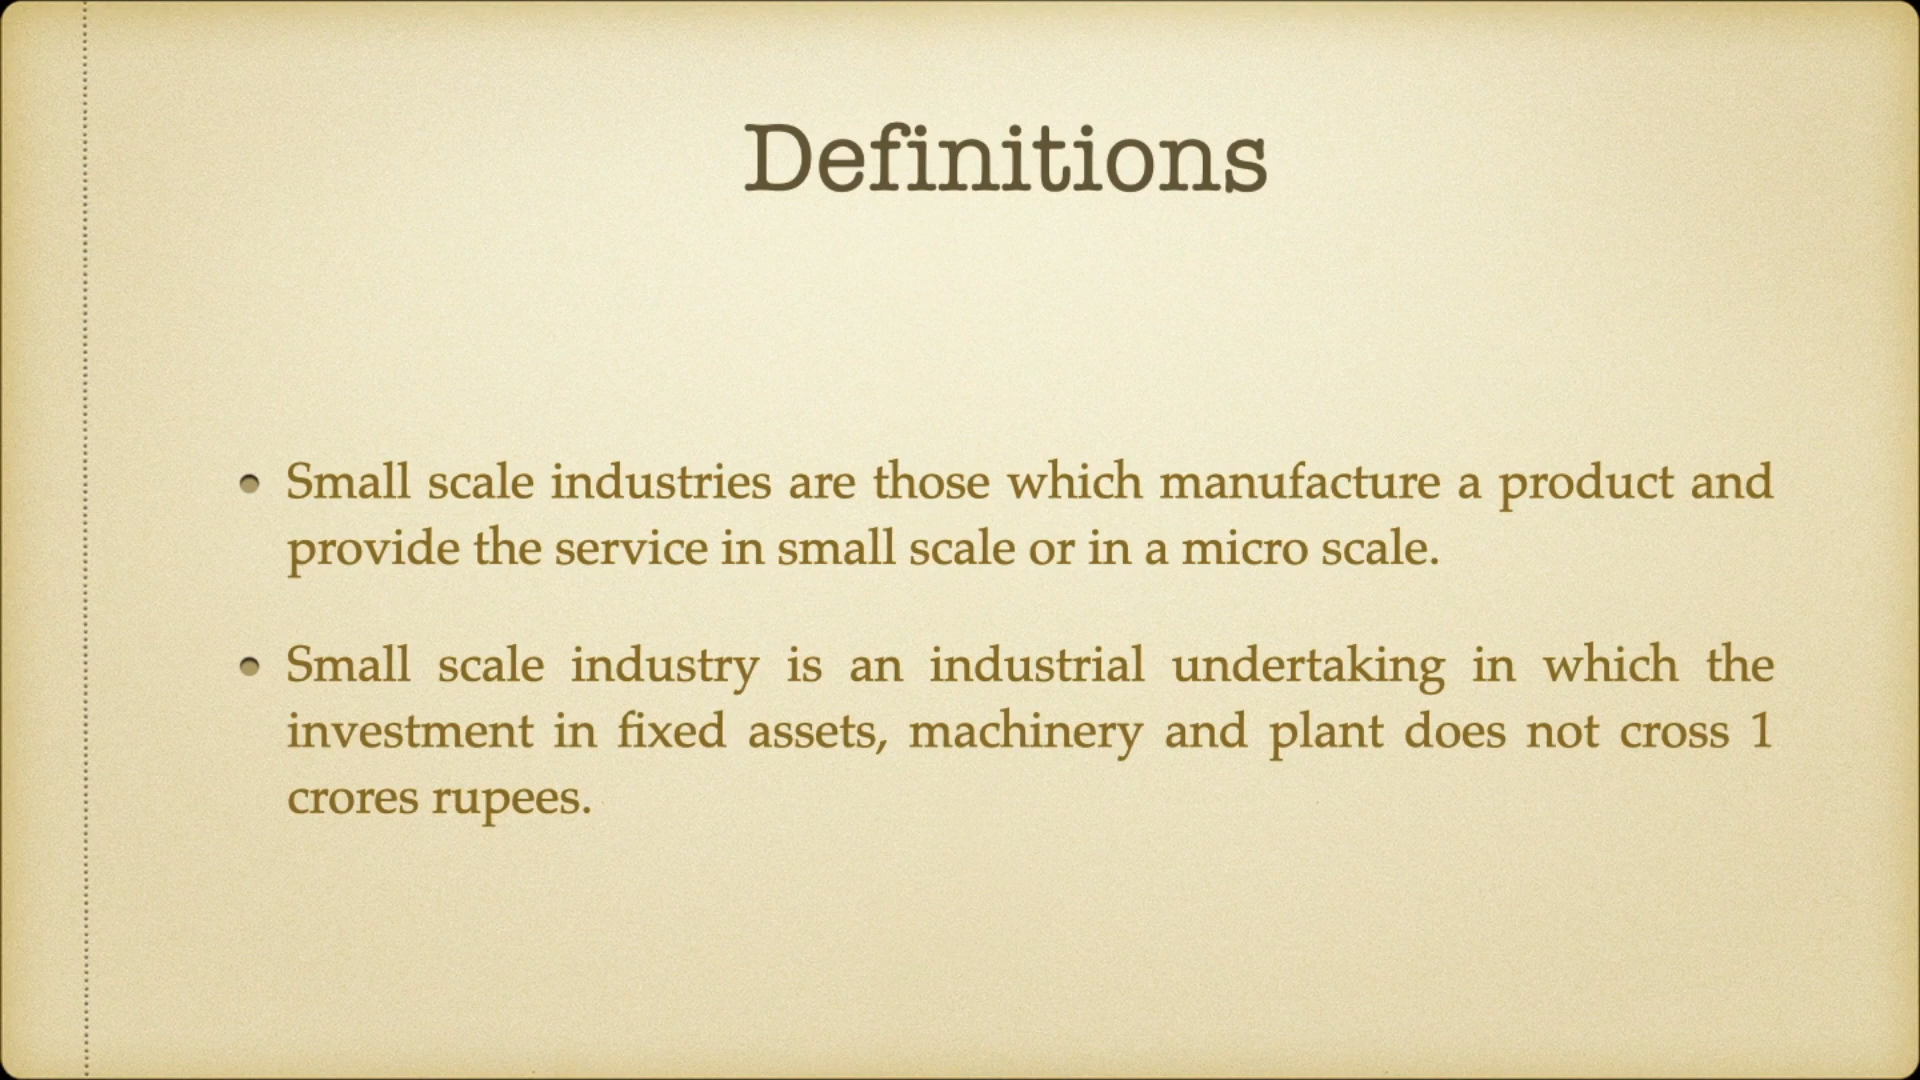 Definitions
• Small scale industries are those which manufacture a product and
provide the service in small scale or in a micro scale.
• Small scale industry is an industrial undertaking in which the
investment in fixed assets, machinery and plant does not cross 1
crores rupees.